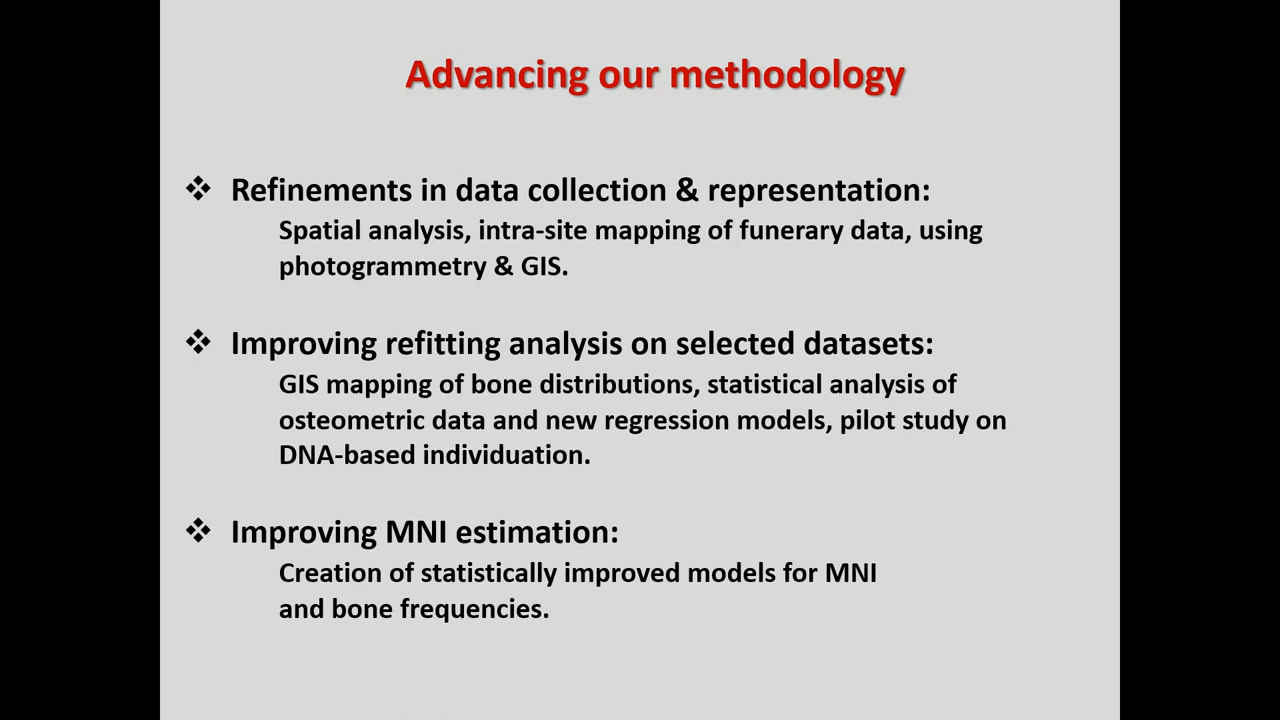 Advancing our methodology
❖ Refinements in data collection & representation:
Spatial analysis, intra-site mapping of funerary data, using
photogrammetry & GIS.
❖ Improving refitting analysis on selected datasets:
GIS mapping of bone distributions, statistical analysis of
osteometric data and new regression models, pilot study on
DNA-based individuation.
❖ Improving MNI estimation:
Creation of statistically improved models for MNI
and bone frequencies.